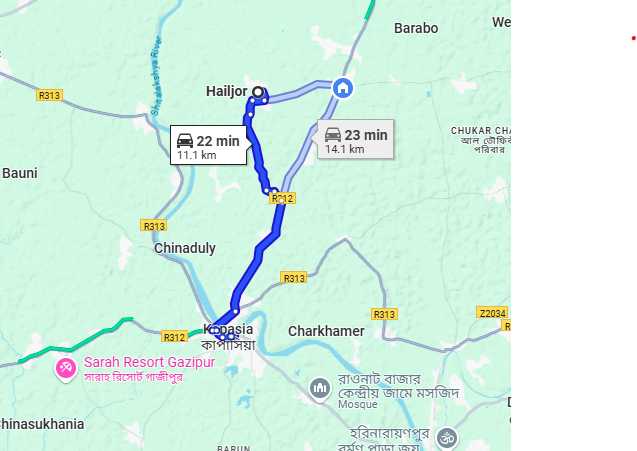 Barabo
We
Hailjor
R313
Shitalakshya River
22 min
11.1 km
23 min
14.1 km
CHUKAR CHA
আল তৌফির্
পরিবার
Bauni
R312
R313
Chinaduly
R313
R313
Z2034
R
Kapasia
কাপাসিয়া
R312
Charkhamer
Sarah Resort Gazipur
সারাহ রিসোর্ট গাজীপুর
রাওনাট বাজার
কেন্দ্রীয় জামে মসজিদ
Mosque
D
hinasukhania
হরিনারায়ণপুর
BARUN